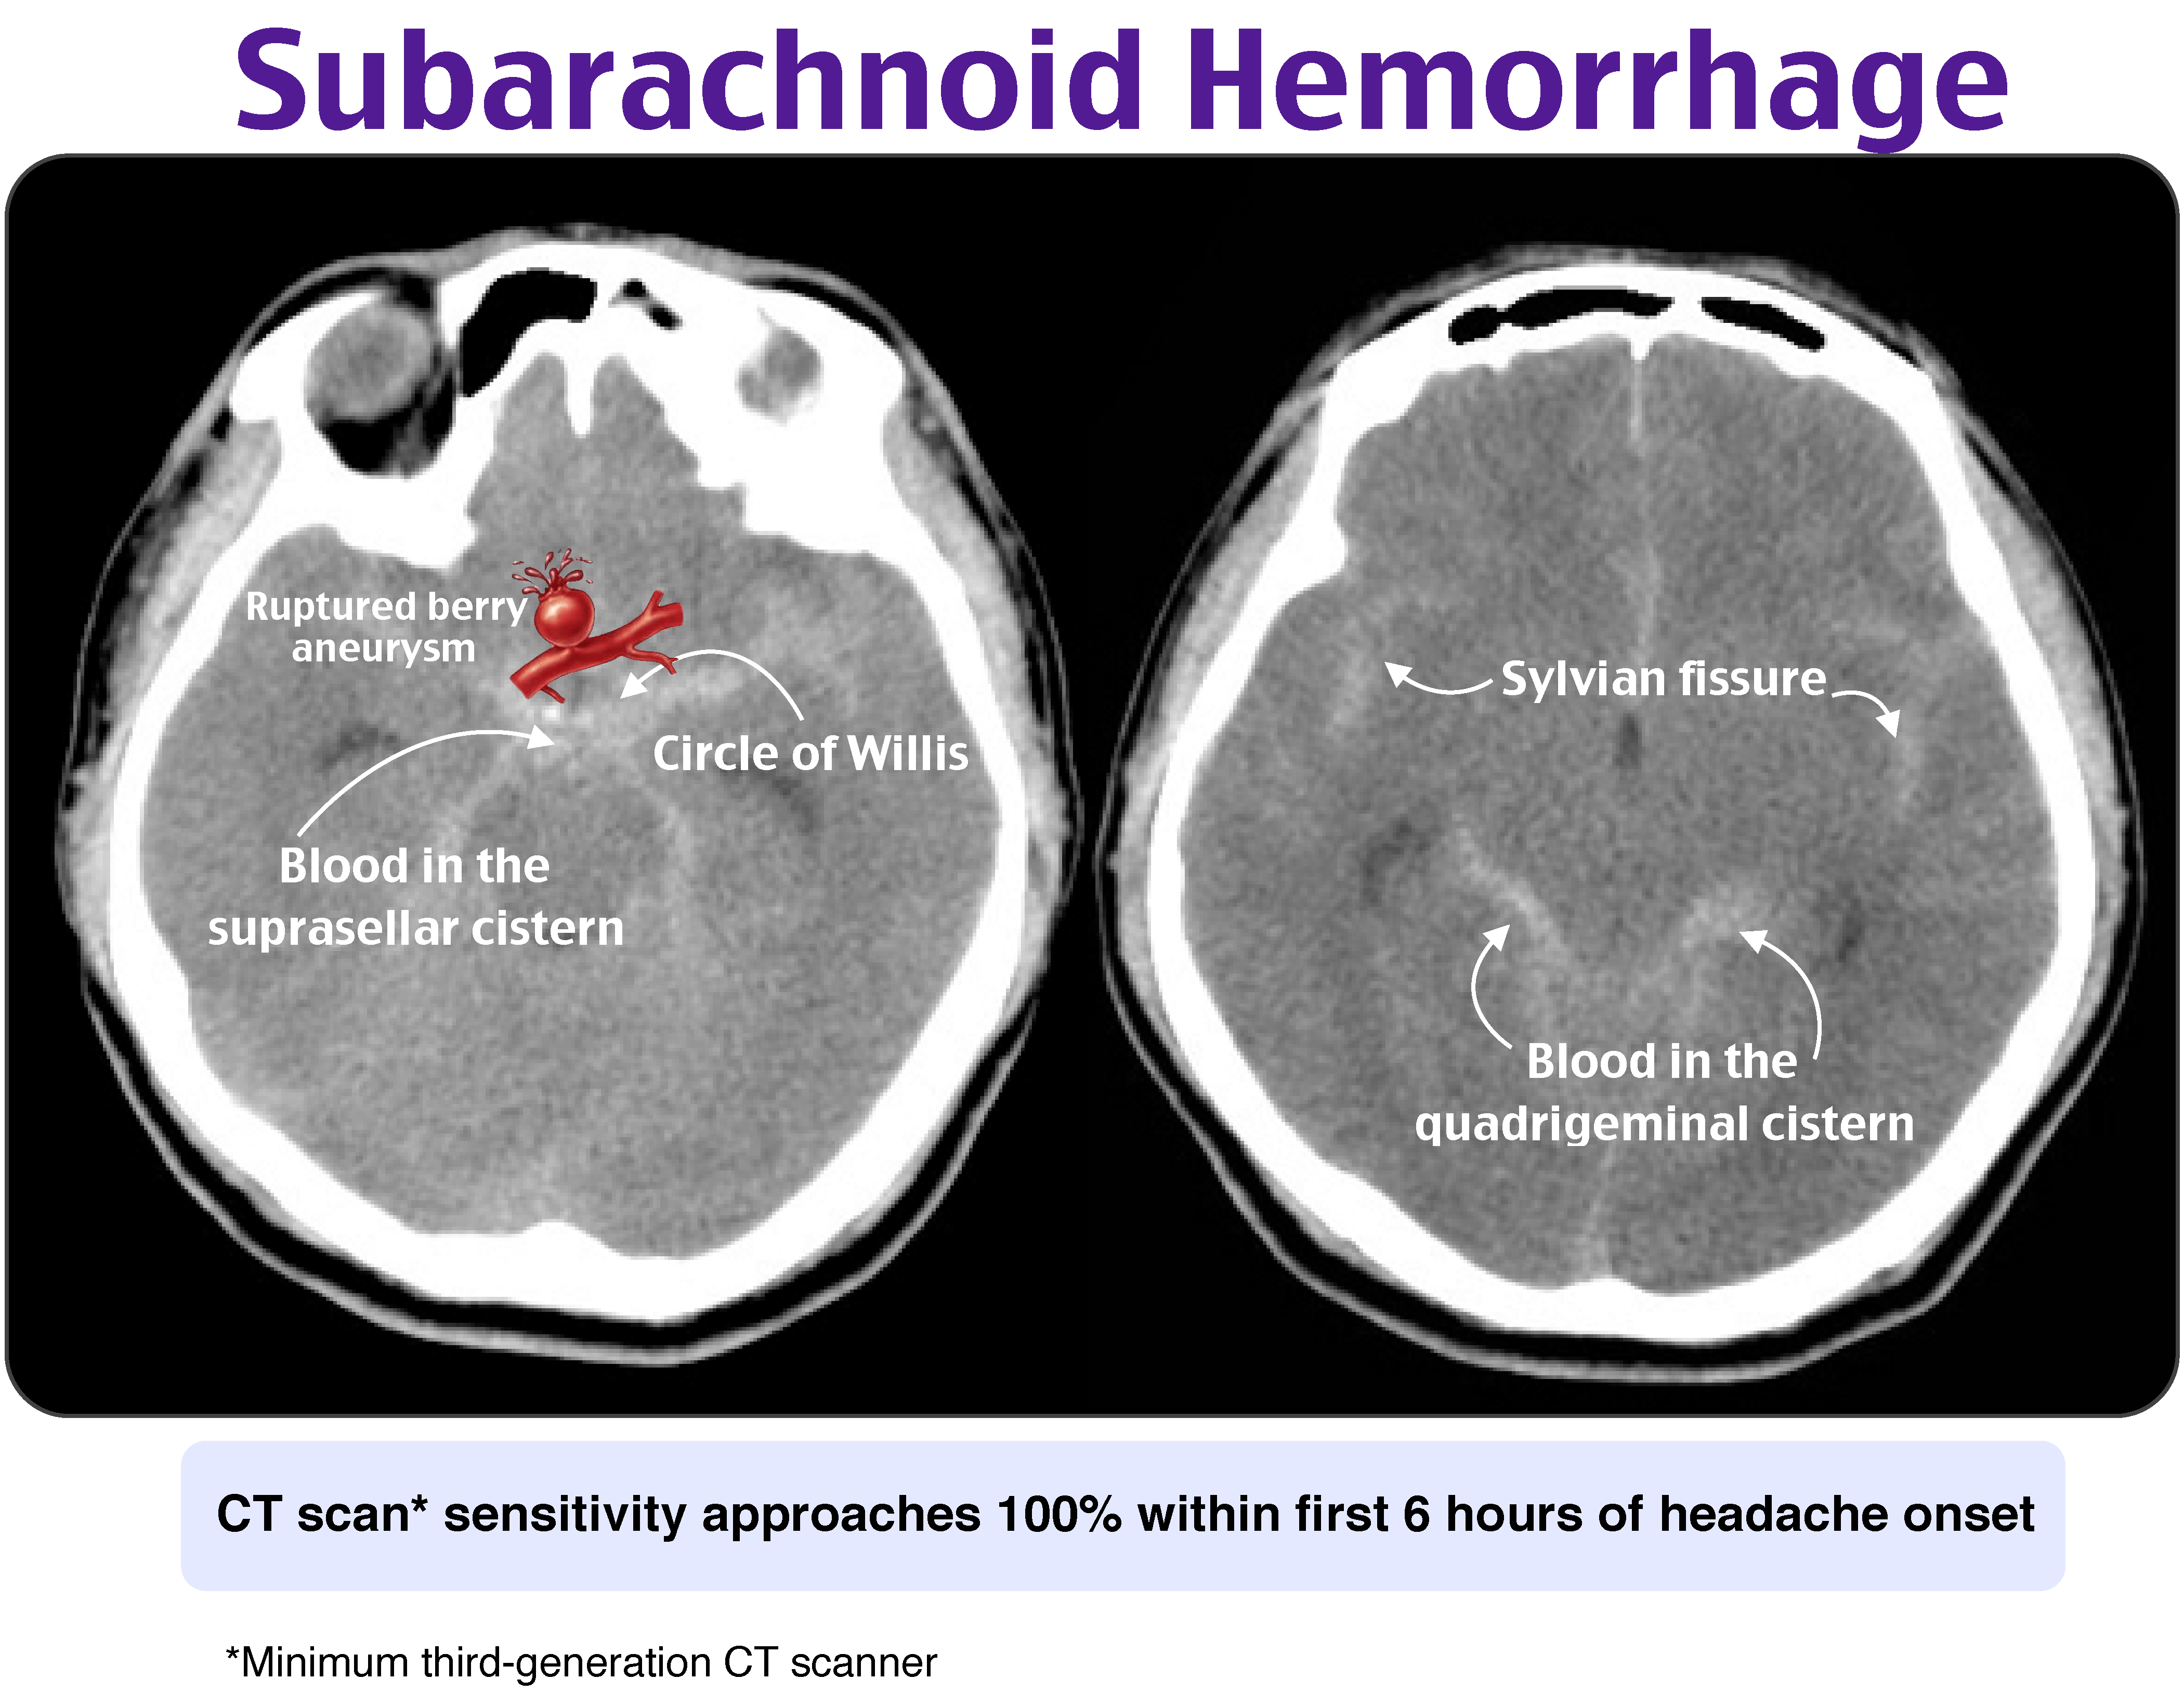 Subarachnoid Hemorrhage
Ruptured berry
aneurysm
Circle of Willis
Blood in the
suprasellar cistern
Sylvian fissure
Blood in the
quadrigeminal cistern
CT scan* sensitivity approaches 100% within first 6 hours of headache onset
*Minimum third-generation CT scanner